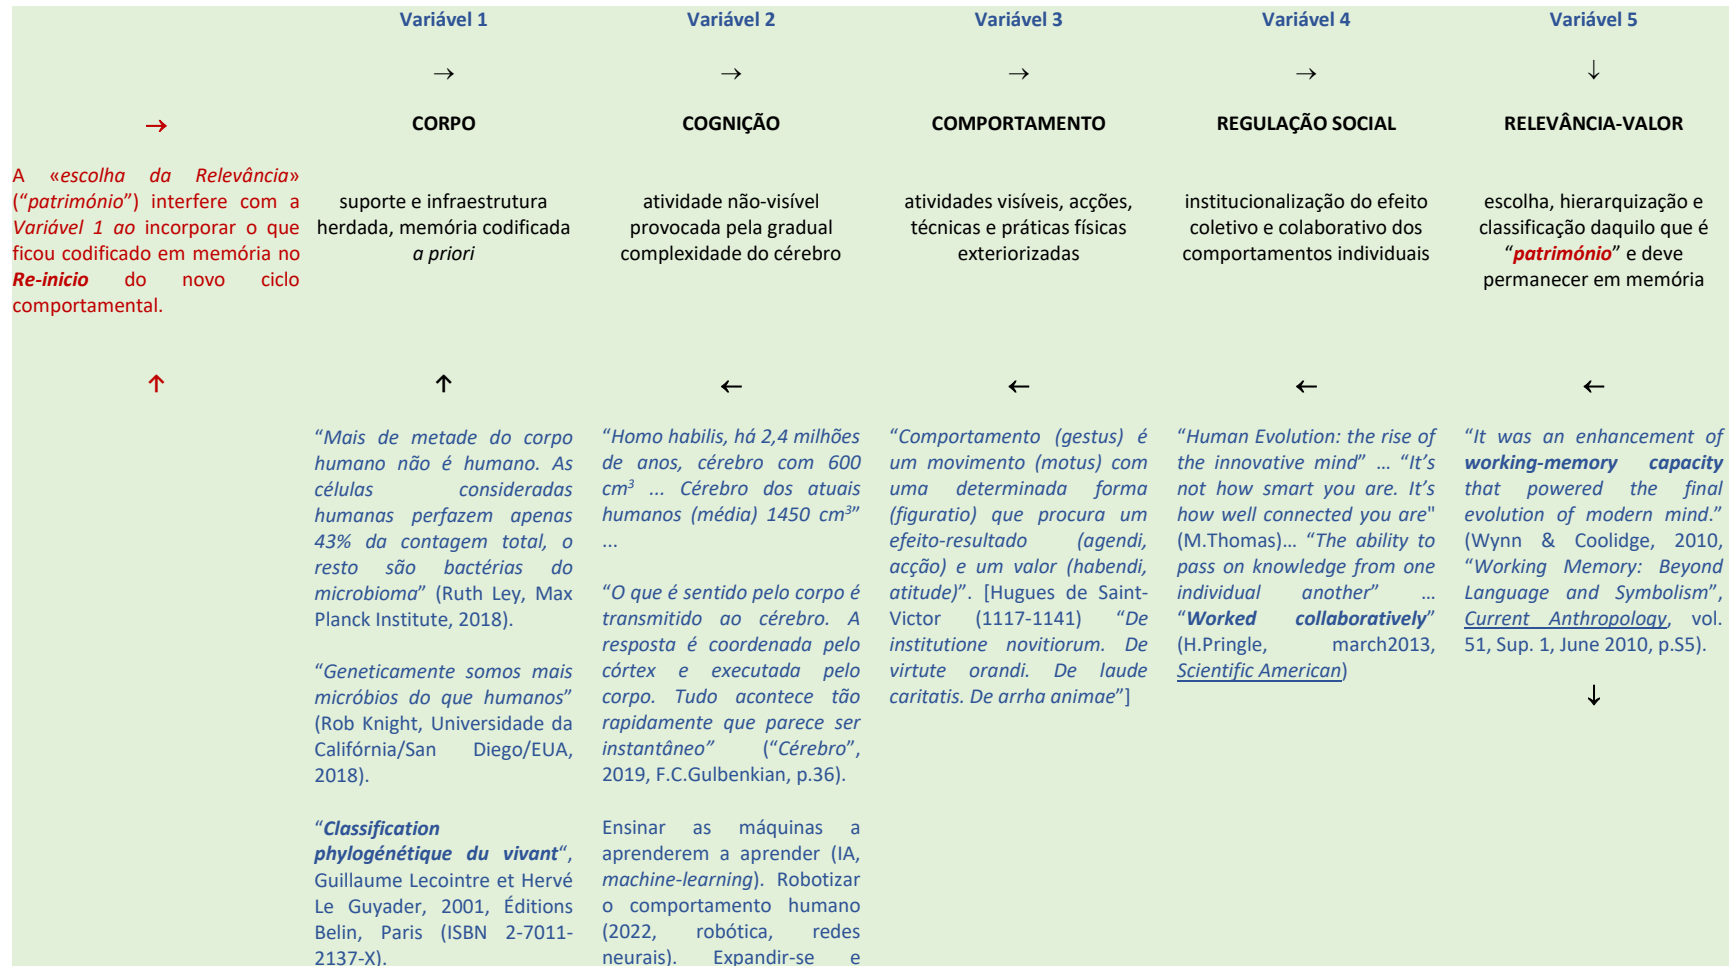 Variável 1
Variável 2
Variável 3
Variável 4
Variável 5
→
→
→
→
↓
→
CORPO
COGNIÇÃO
COMPORTAMENTO
REGULAÇÃO SOCIAL
RELEVÂNCIA-VALOR
A «escolha da Relevância»
(“património”) interfere com a
Variável 1 ao incorporar o que
ficou codificado em memória no
Re-inicio do novo ciclo
comportamental.
suporte e infraestrutura
herdada, memória codificada
a priori
atividade não-visível
provocada pela gradual
complexidade do cérebro
atividades visíveis, acções,
técnicas e práticas físicas
exteriorizadas
institucionalização do efeito
coletivo e colaborativo dos
comportamentos individuais
escolha, hierarquização e
classificação daquilo que é
“património” e deve
permanecer em memória
↑
↑
←
←
←
←
“Mais de metade do corpo
humano não é humano. As
células consideradas
humanas perfazem apenas
43% da contagem total, o
resto são bactérias do
microbioma” (Ruth Ley, Max
Planck Institute, 2018).
“Geneticamente somos mais
micróbios do que humanos”
(Rob Knight, Universidade da
Califórnia/San Diego/EUA,
2018).
“Classification
phylogénétique du vivant“,
Guillaume Lecointre et Hervé
Le Guyader, 2001, Éditions
Belin, Paris (ISBN 2-7011-
2137-X).
“Homo habilis, há 2,4 milhões
de anos, cérebro com 600
cm³ ... Cérebro dos atuais
humanos (média) 1450 cm³”
...
“O que é sentido pelo corpo é
transmitido ao cérebro. A
resposta é coordenada pelo
córtex e executada pelo
corpo. Tudo acontece tão
rapidamente que parece ser
instantâneo” (“Cérebro”,
2019, F.C.Gulbenkian, p.36).
Ensinar as máquinas a
aprenderem a aprender (IA,
machine-learning). Robotizar
o comportamento humano
(2022, robótica, redes
neurais). Expandir-se e
“Comportamento (gestus) é
um movimento (motus) com
uma determinada forma
(figuratio) que procura um
efeito-resultado (agendi,
acção) e um valor (habendi,
atitude)”. [Hugues de Saint-
Victor (1117-1141) “De
institutione novitiorum. De
virtute orandi. De laude
caritatis. De arrha animae”]
“Human Evolution: the rise of
the innovative mind” … “It’s
not how smart you are. It’s
how well connected you are"
(M.Thomas)… “The ability to
pass on knowledge from one
individual another” …
“Worked collaboratively”
(H.Pringle, march2013,
Scientific American)
“It was an enhancement of
working-memory capacity
that powered the final
evolution of modern mind.”
(Wynn & Coolidge, 2010,
“Working Memory: Beyond
Language and Symbolism”,
Current Anthropology, vol.
51, Sup. 1, June 2010, p.S5).
↓